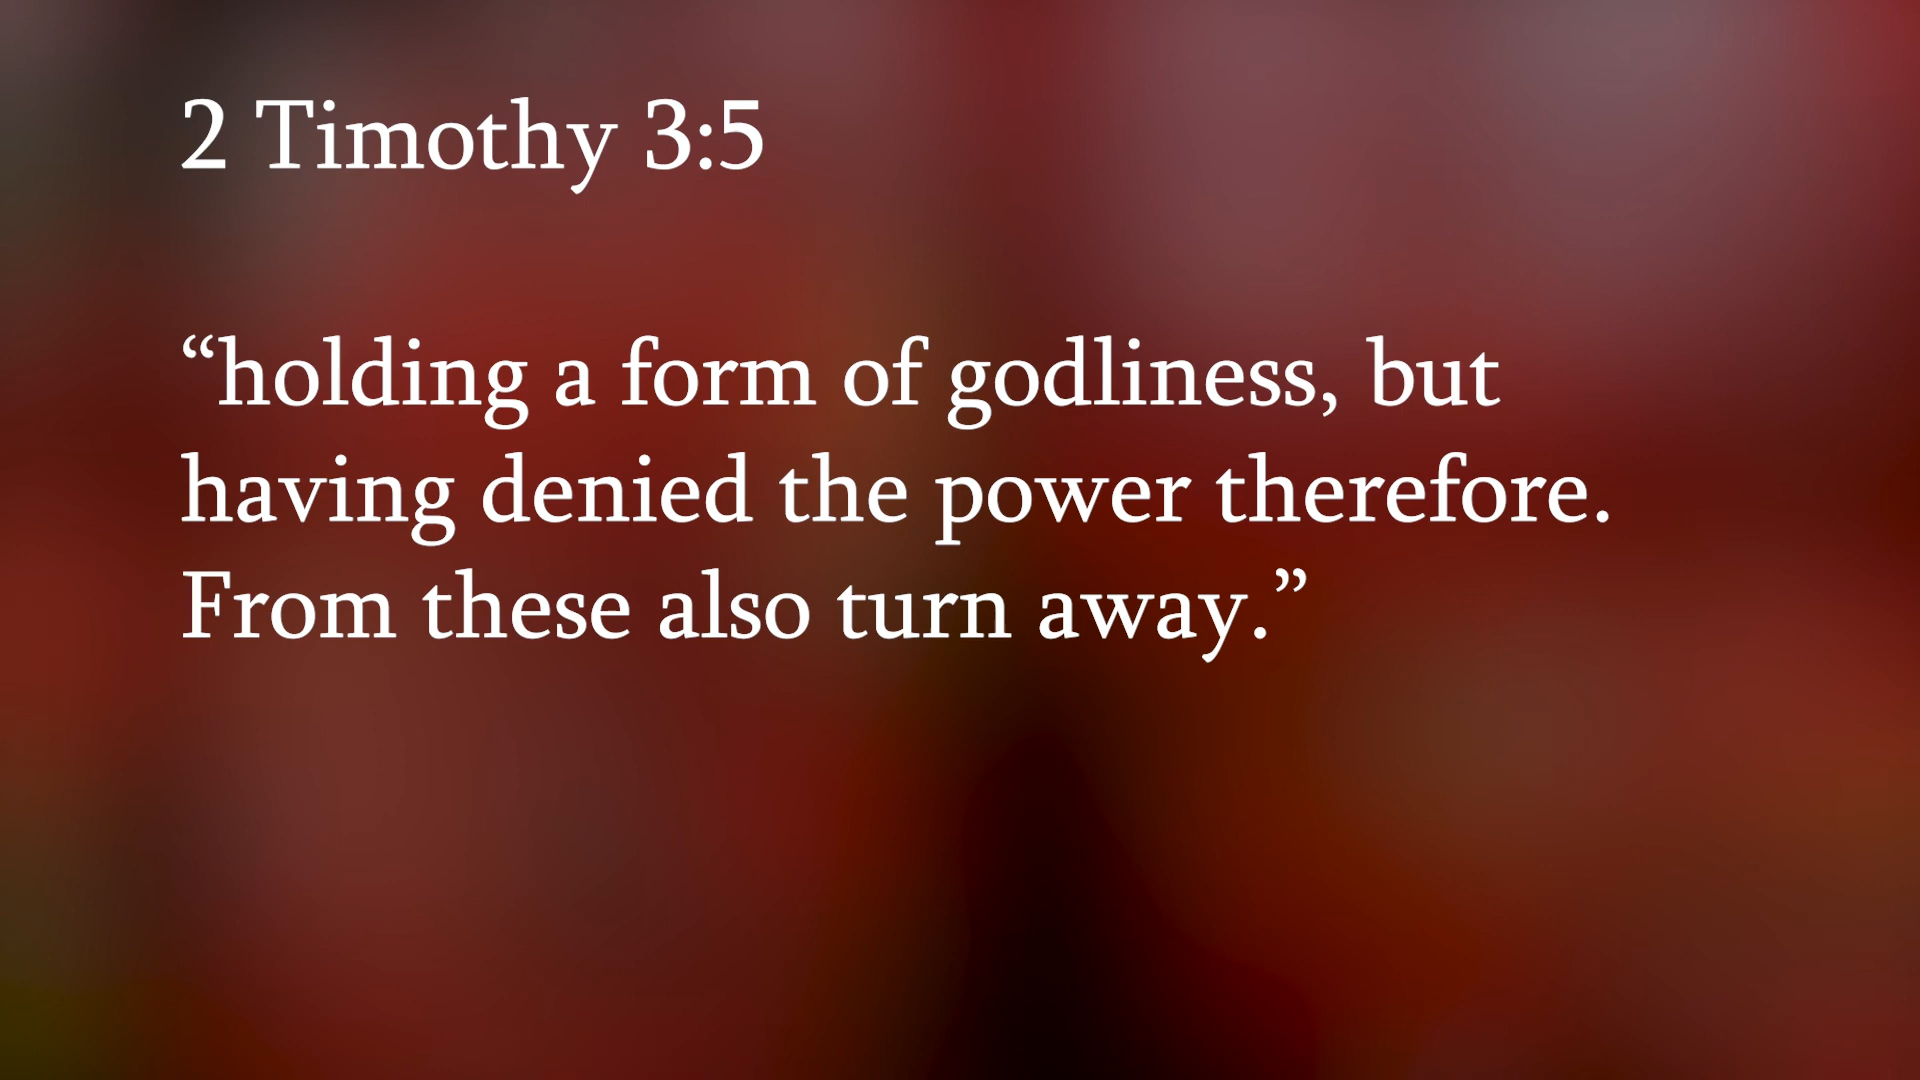 2 Timothy 3:5
“holding a form of godliness, but
having denied the power therefore.
From these also turn away.”